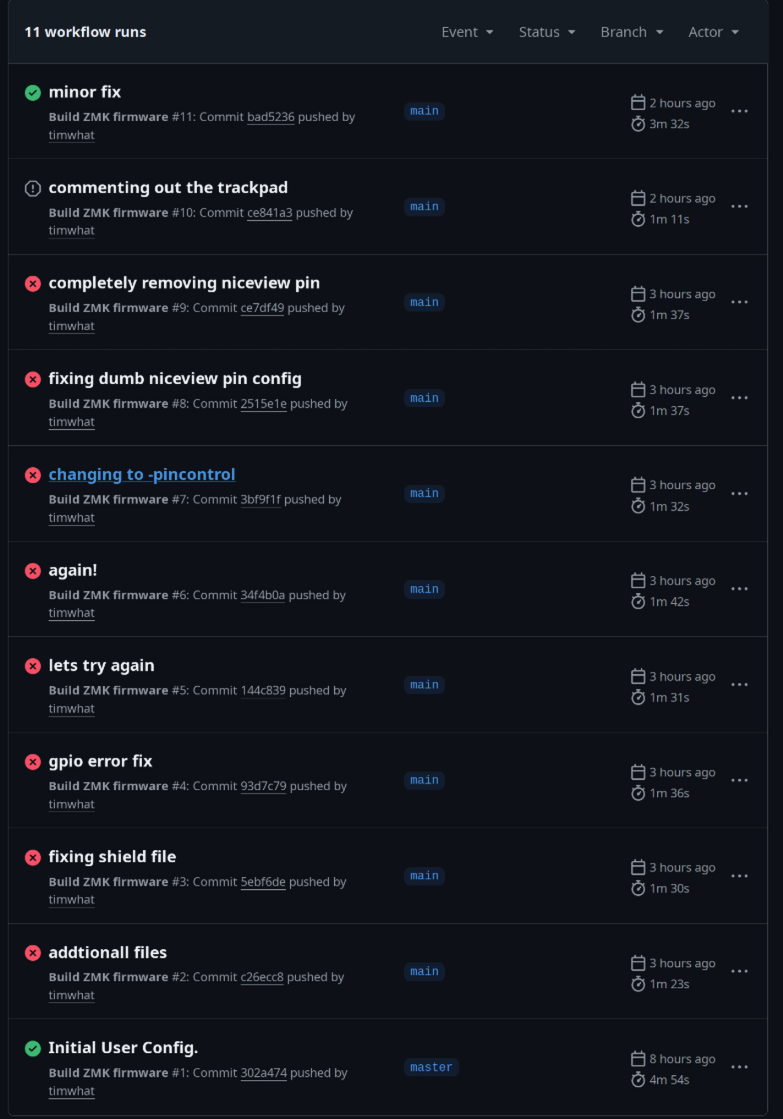 11 workflow runs
Event
Status
Branch
Actor
minor fix
Build ZMK firmware #11: Commit bad5236 pushed by
timwhat
main
2 hours ago
3m 32s
commenting out the trackpad
Build ZMK firmware #10: Commit ce841a3 pushed by
timwhat
main
2 hours ago
1m 11s
completely removing niceview pin
Build ZMK firmware #9: Commit ce7df49 pushed by
timwhat
main
3 hours ago
1m 37s
fixing dumb niceview pin config
Build ZMK firmware #8: Commit 2515e1e pushed by
timwhat
main
3 hours ago
1m 37s
changing to -pincontrol
Build ZMK firmware #7: Commit 3bf9f1f pushed by
timwhat
main
3 hours ago
1m 32s
again!
Build ZMK firmware #6: Commit 34f4b0a pushed by
timwhat
main
3 hours ago
1m 42s
lets try again
Build ZMK firmware #5: Commit 144c839 pushed by
timwhat
main
3 hours ago
1m 31s
gpio error fix
Build ZMK firmware #4: Commit 93d7c79 pushed by
timwhat
main
3 hours ago
1m 36s
fixing shield file
Build ZMK firmware #3: Commit 5ebf6de pushed by
timwhat
main
3 hours ago
1m 30s
addtionall files
Build ZMK firmware #2: Commit c26ecc8 pushed by
timwhat
main
3 hours ago
1m 23s
Initial User Config.
Build ZMK firmware #1: Commit 302a474 pushed by
timwhat
master
8 hours ago
4m 54s